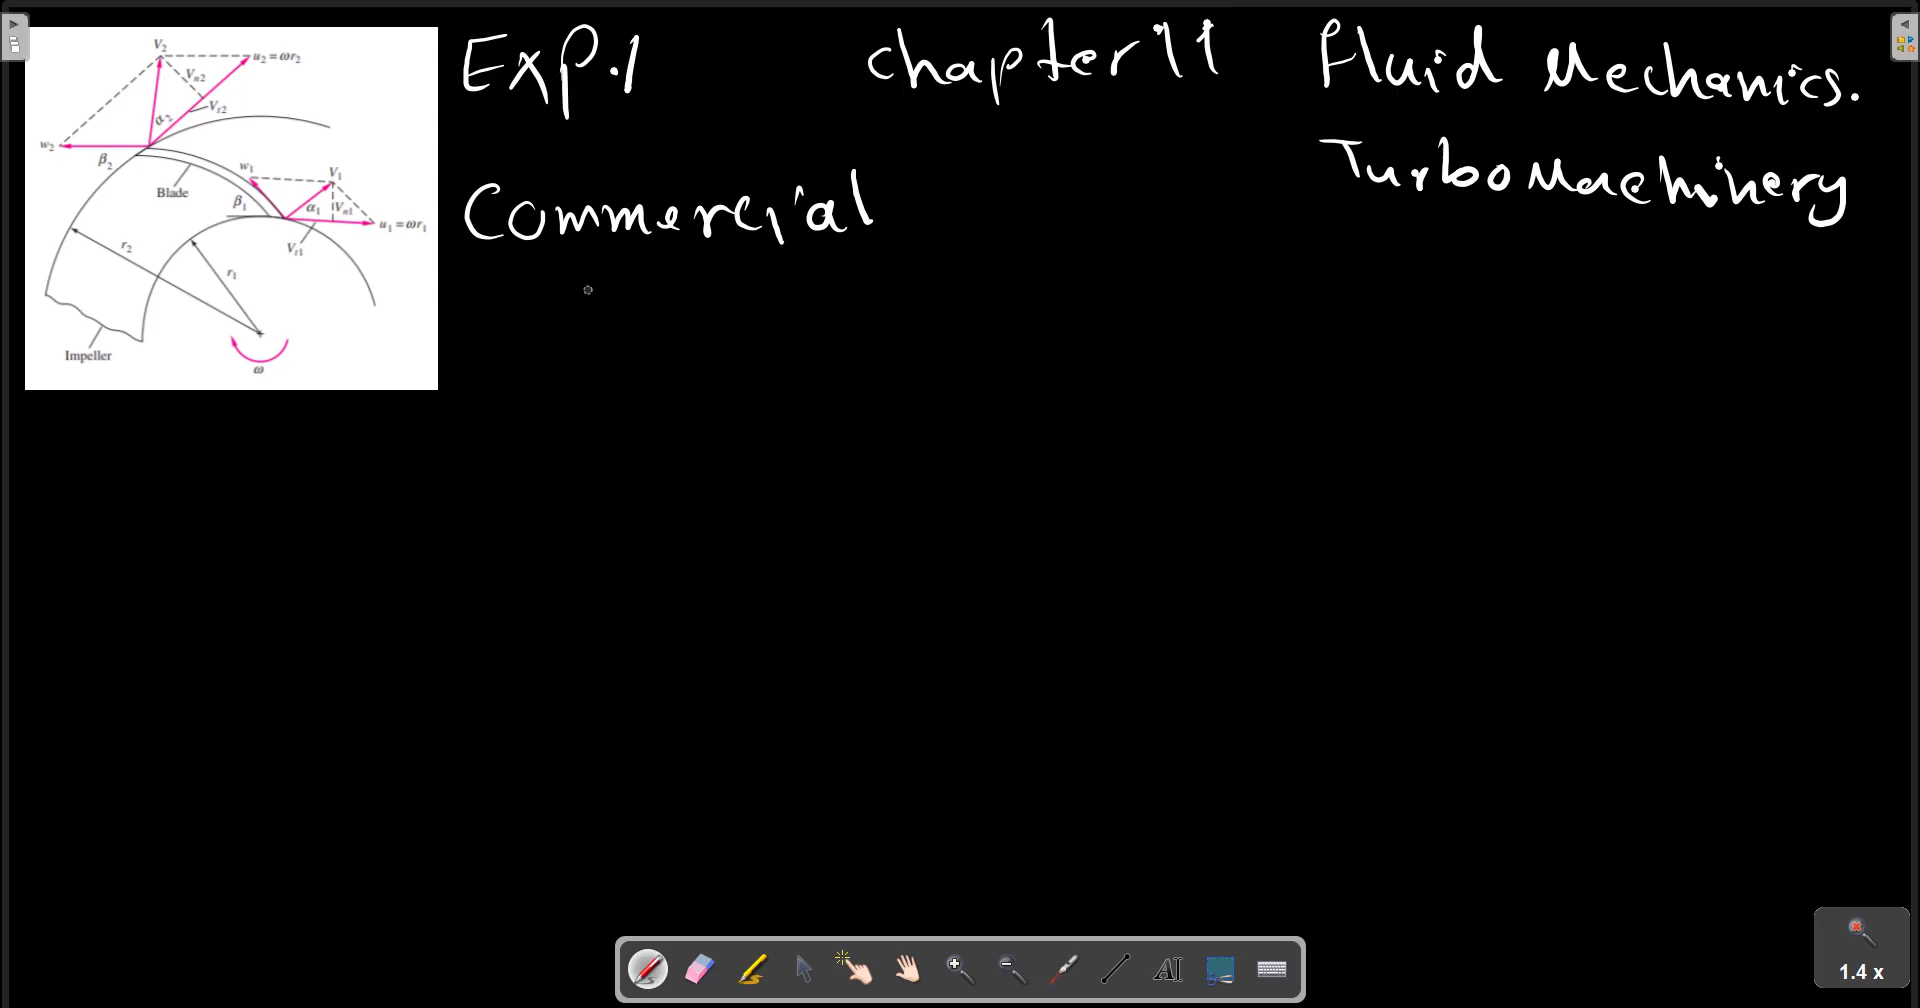 Exp.1 chapter 11 Fluid Mechanics.
Turbo Machinery
Commercial
V2
u2 = ωr2
Vn2
Vt2
α2
w2
β2
Blade
w1
V1
β1
α1
Vn1
u1 = ωr1
Vt1
r2
r1
Impeller
ω
AI
1.4 x